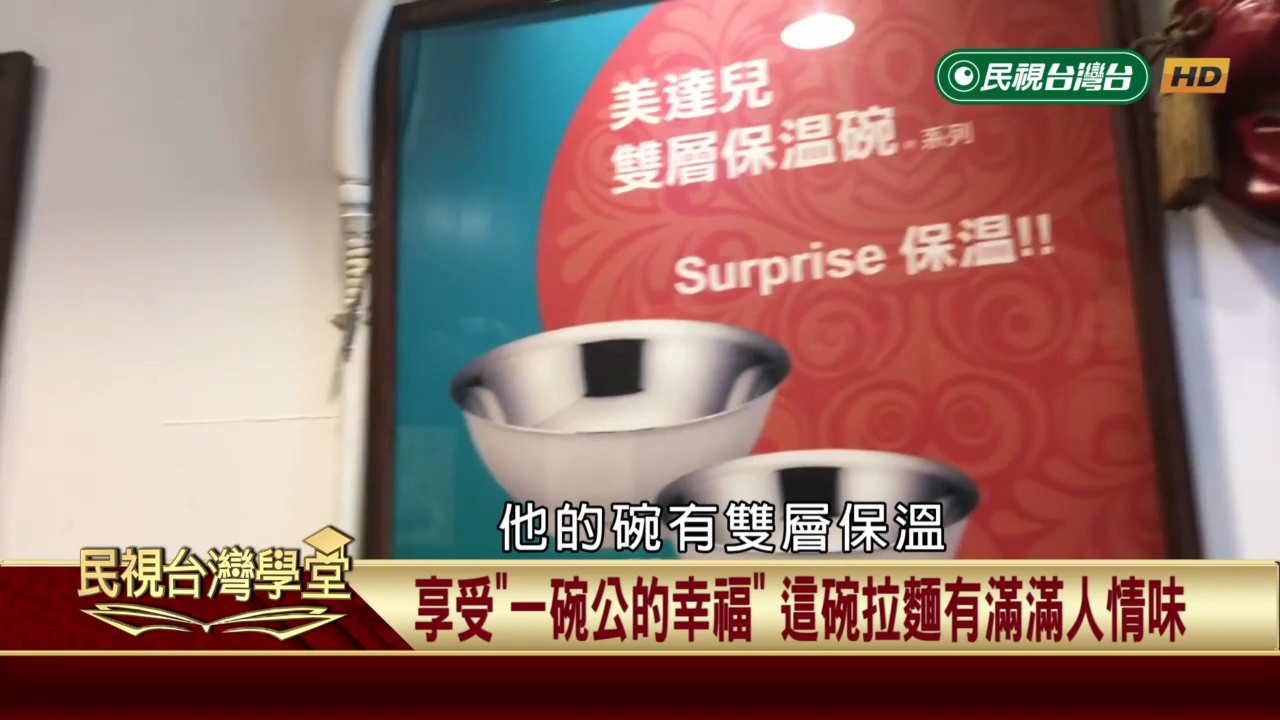 民視台灣台
HD
美達兒
雙層保温碗.系列
Surprise 保温!!
他的碗有雙層保溫
民視台灣學堂
享受"一碗公的幸福" 這碗拉麵有滿滿人情味